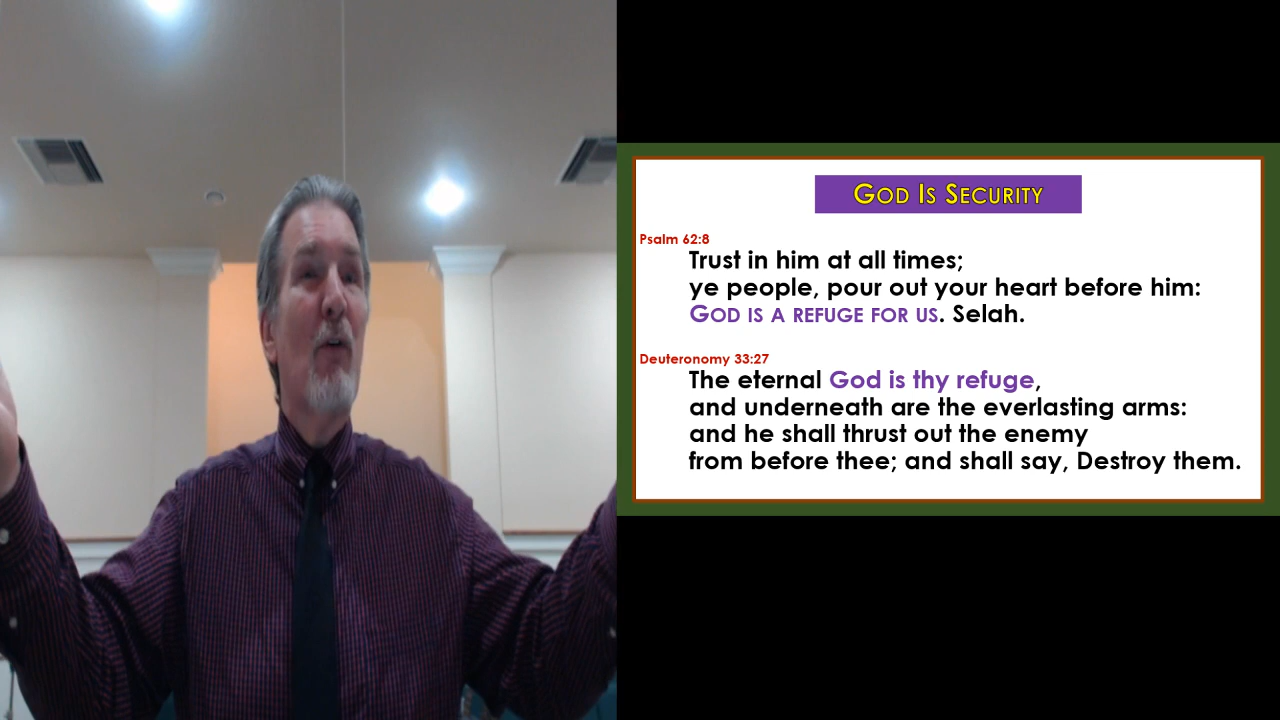 God Is Security
Psalm 62:8
Trust in him at all times;
ye people, pour out your heart before him:
God is a refuge for us. Selah.
Deuteronomy 33:27
The eternal God is thy refuge,
and underneath are the everlasting arms:
and he shall thrust out the enemy
from before thee; and shall say, Destroy them.